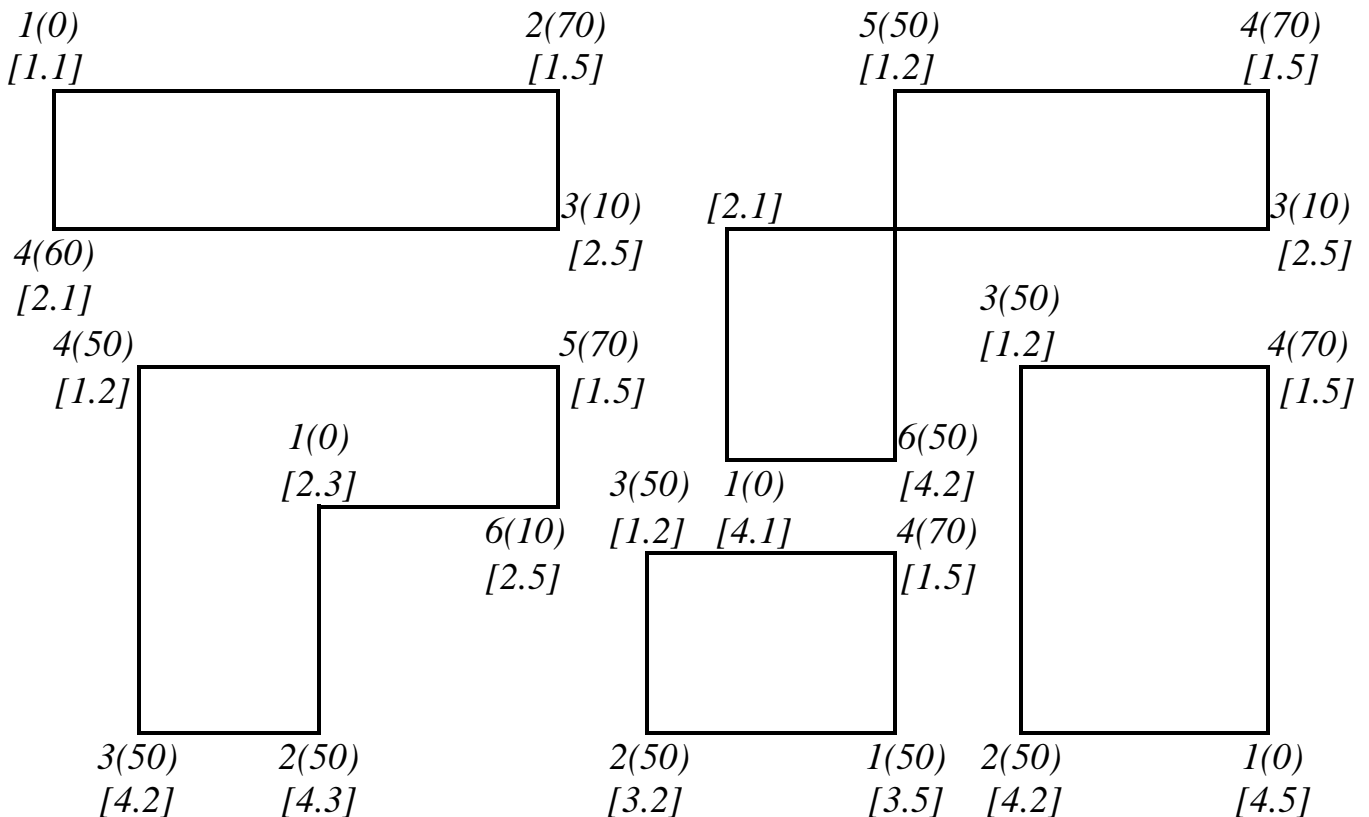 1(0) 2(70) 5(50) 4(70)
[1.1] [1.5] [1.2] [1.5]
3(10) [2.1] 3(10)
4(60) [2.5] [2.5]
[2.1] 3(50)
4(50) 5(70) [1.2] 4(70)
[1.2] [1.5] [1.5]
1(0) 6(50)
[2.3] 3(50) 1(0) [4.2]
6(10) [1.2] [4.1] 4(70)
[2.5] [1.5]
3(50) 2(50) 2(50) 1(50) 2(50) 1(0)
[4.2] [4.3] [3.2] [3.5] [4.2] [4.5]